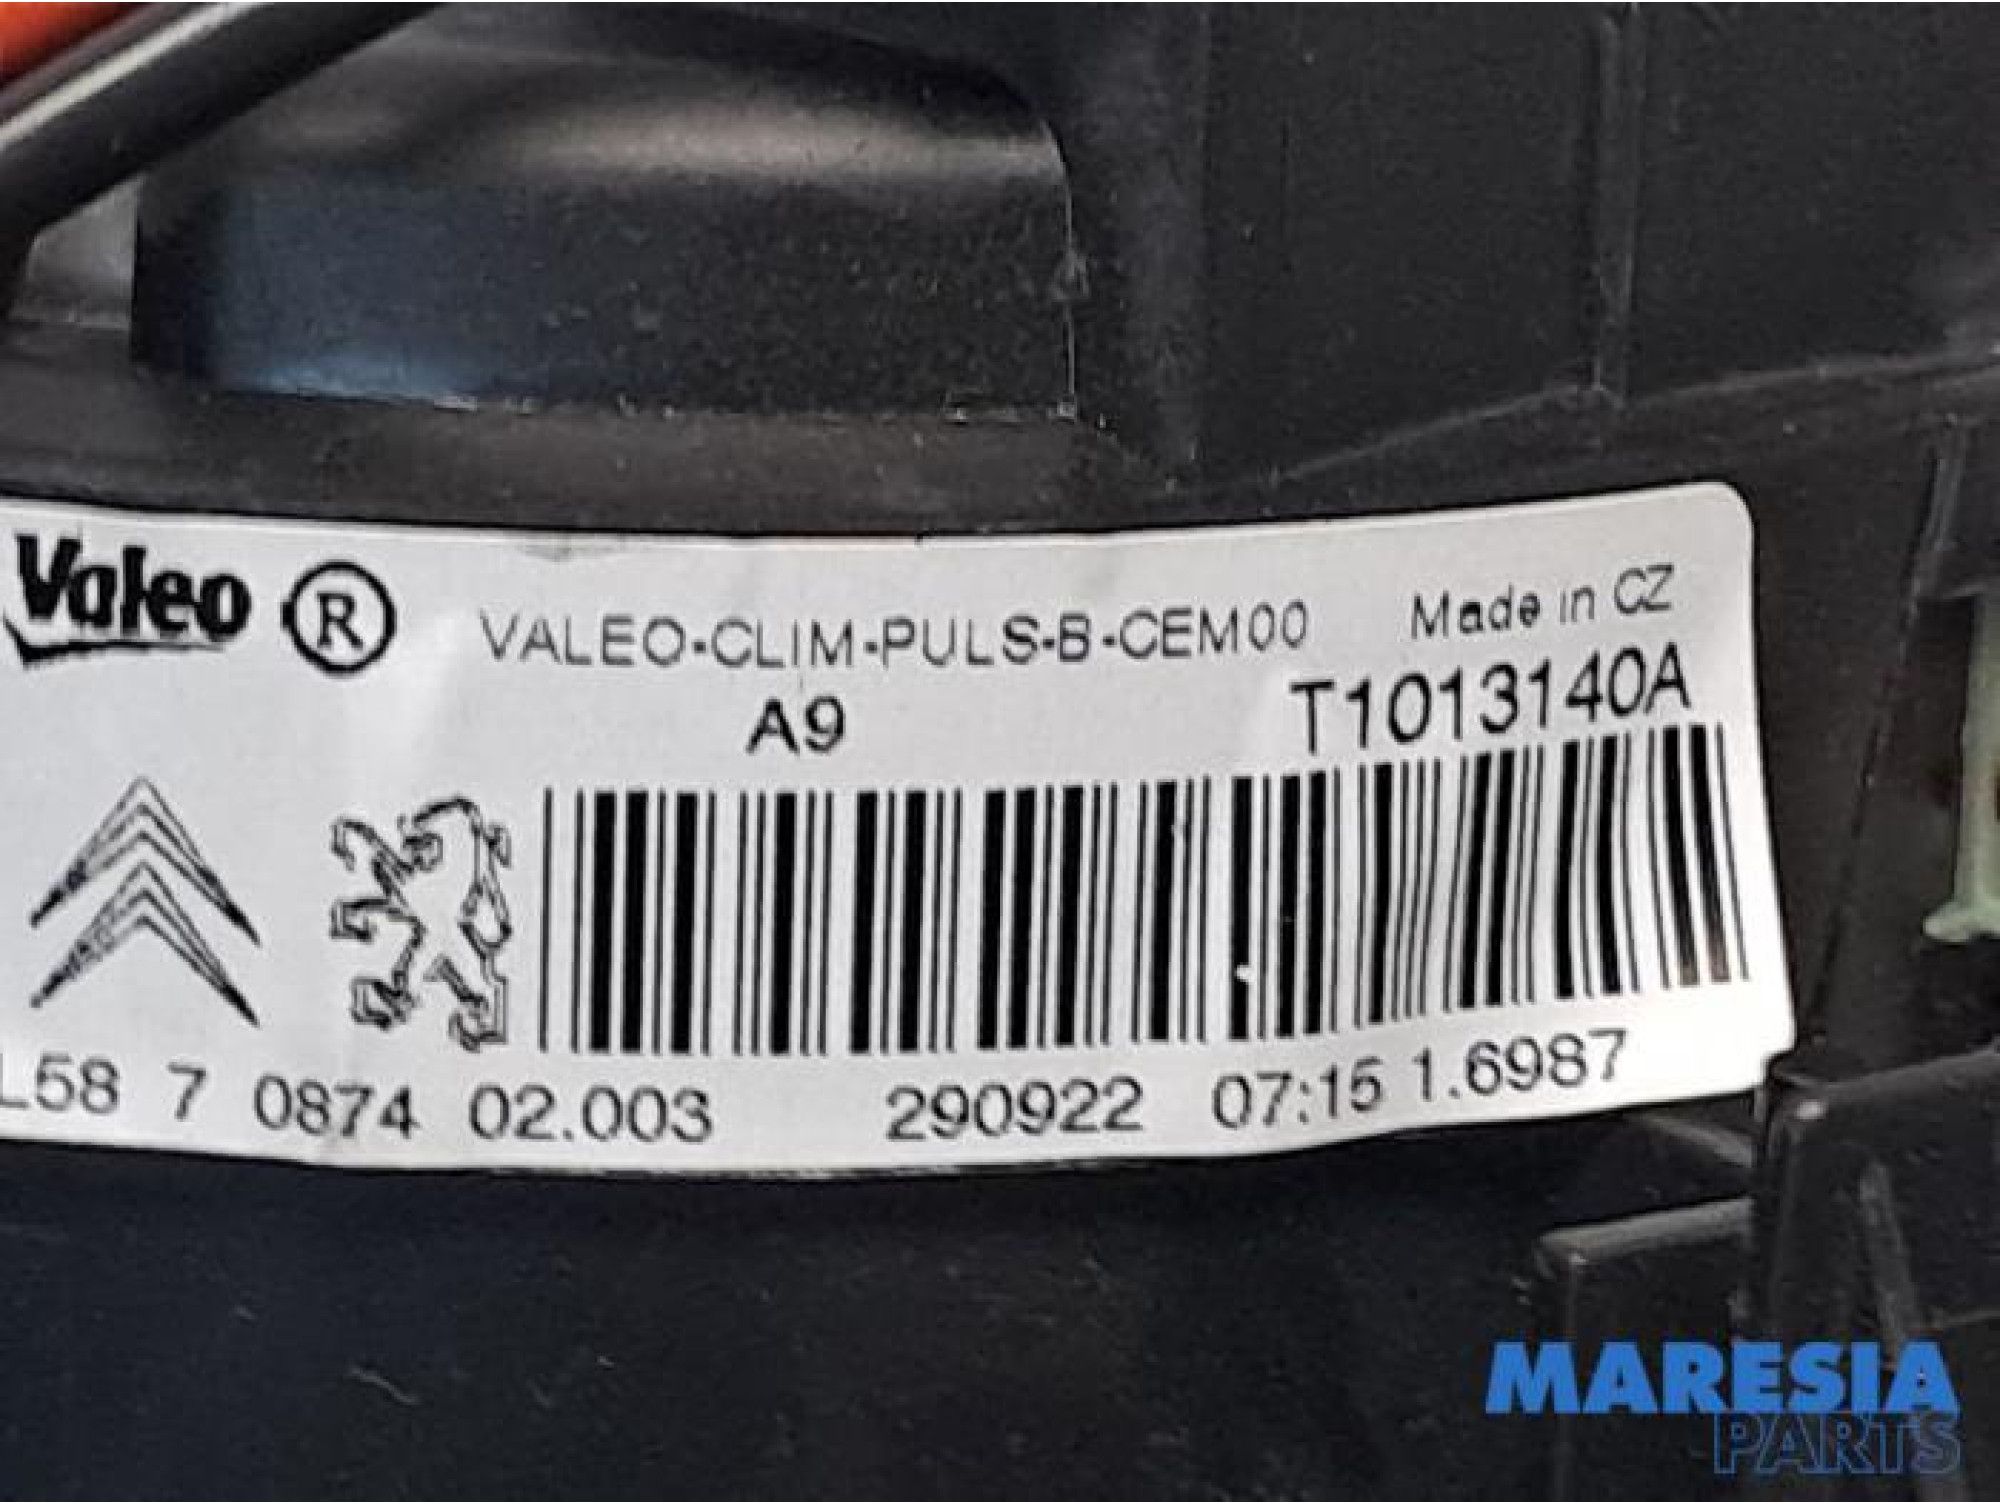 Valeo ® VALEO-CLIM-PULS-B-CEM00 Made in CZ
A9 T1013140A
L58 7 0874 02.003 290922 07:15 1.6987
MARESIA
PARTS